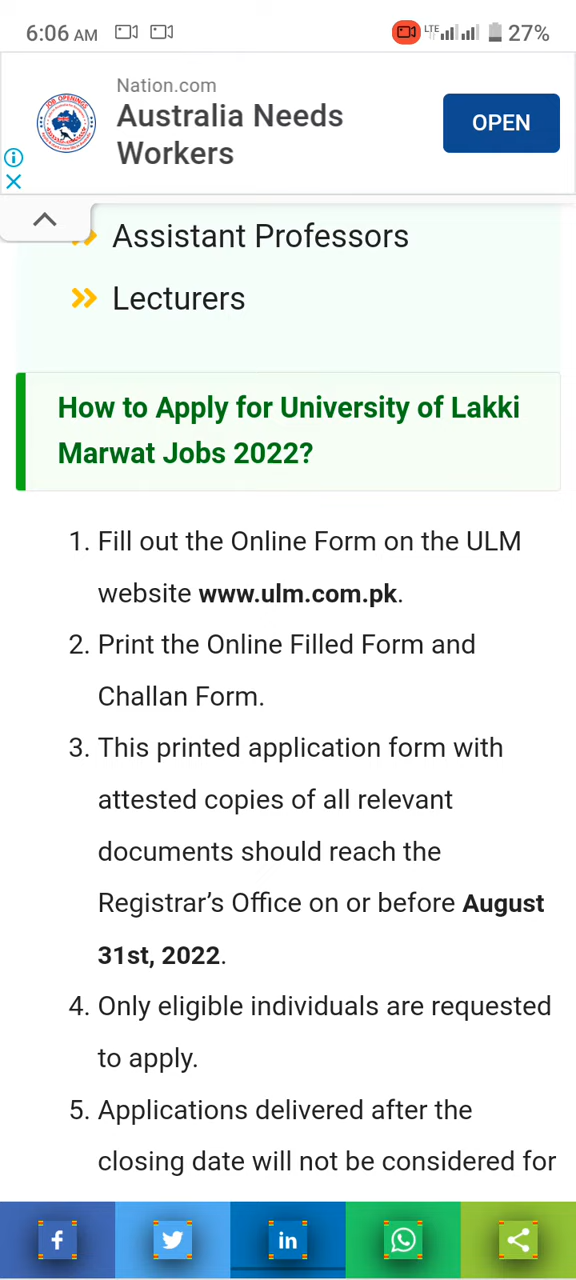 6:06 AM
LTE
27%
Nation.com
Australia Needs
Workers
OPEN
JOB OPENINGS
Assistant Professors
Lecturers
How to Apply for University of Lakki
Marwat Jobs 2022?
1. Fill out the Online Form on the ULM
website www.ulm.com.pk.
2. Print the Online Filled Form and
Challan Form.
3. This printed application form with
attested copies of all relevant
documents should reach the
Registrar’s Office on or before August
31st, 2022.
4. Only eligible individuals are requested
to apply.
5. Applications delivered after the
closing date will not be considered for
f
in